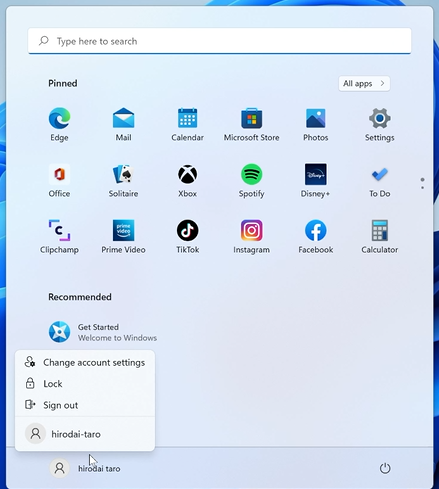 Type here to search
Pinned
All apps
Edge
Mail
Calendar
Microsoft Store
Photos
Settings
Office
Solitaire
Xbox
Spotify
Disney+
To Do
Clipchamp
Prime Video
TikTok
Instagram
Facebook
Calculator
Recommended
Get Started
Welcome to Windows
Change account settings
Lock
Sign out
hirodai-taro
hirodai taro